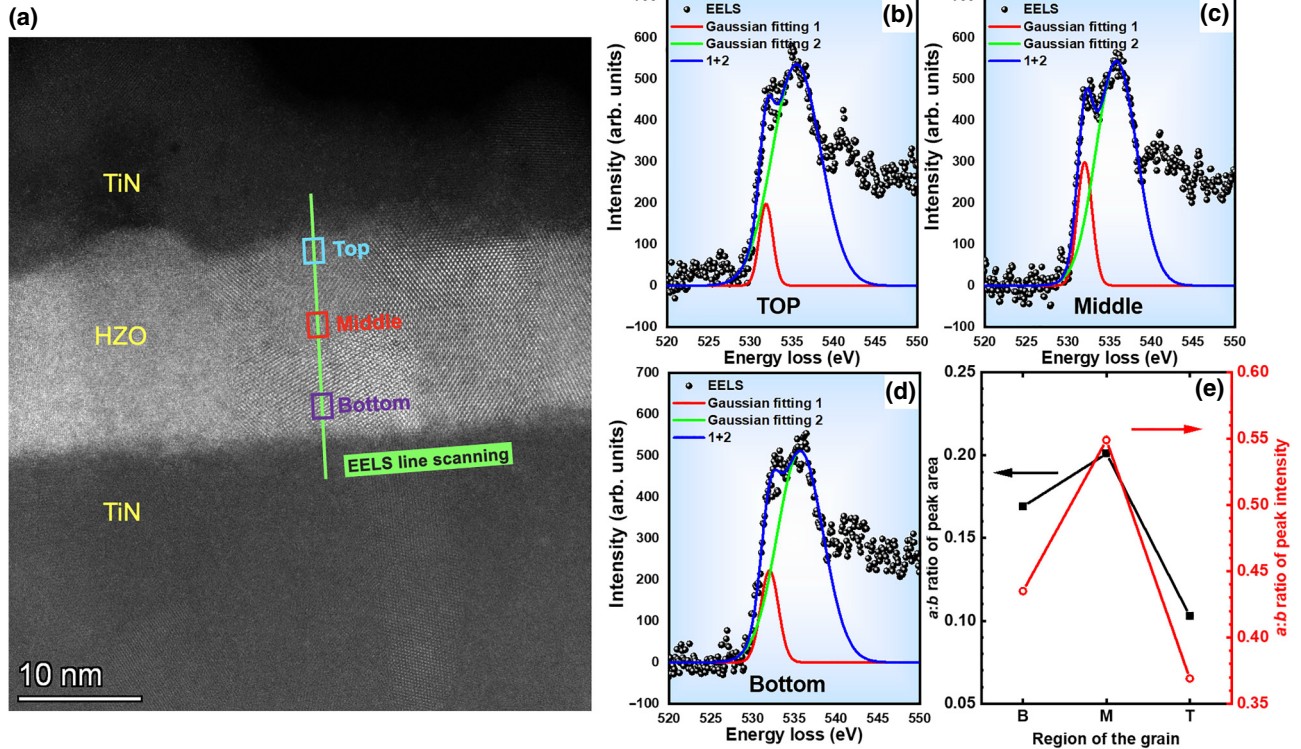 (a)
TiN
Top
Middle
HZO
Bottom
EELS line scanning
TiN
10 nm
(b)
EELS
Gaussian fitting 1
Gaussian fitting 2
1+2
600
500
400
300
200
100
0
−100
Intensity (arb. units)
TOP
520 525 530 535 540 545 550
Energy loss (eV)
(c)
EELS
Gaussian fitting 1
Gaussian fitting 2
1+2
600
500
400
300
200
100
0
−100
Intensity (arb. units)
Middle
520 525 530 535 540 545 550
Energy loss (eV)
(d)
EELS
Gaussian fitting 1
Gaussian fitting 2
1+2
700
600
500
400
300
200
100
0
−100
Intensity (arb. units)
Bottom
520 525 530 535 540 545 550
Energy loss (eV)
(e)
0.25
0.20
0.15
0.10
0.05
a:b ratio of peak area
0.60
0.55
0.50
0.45
0.40
0.35
a:b ratio of peak intensity
B M T
Region of the grain